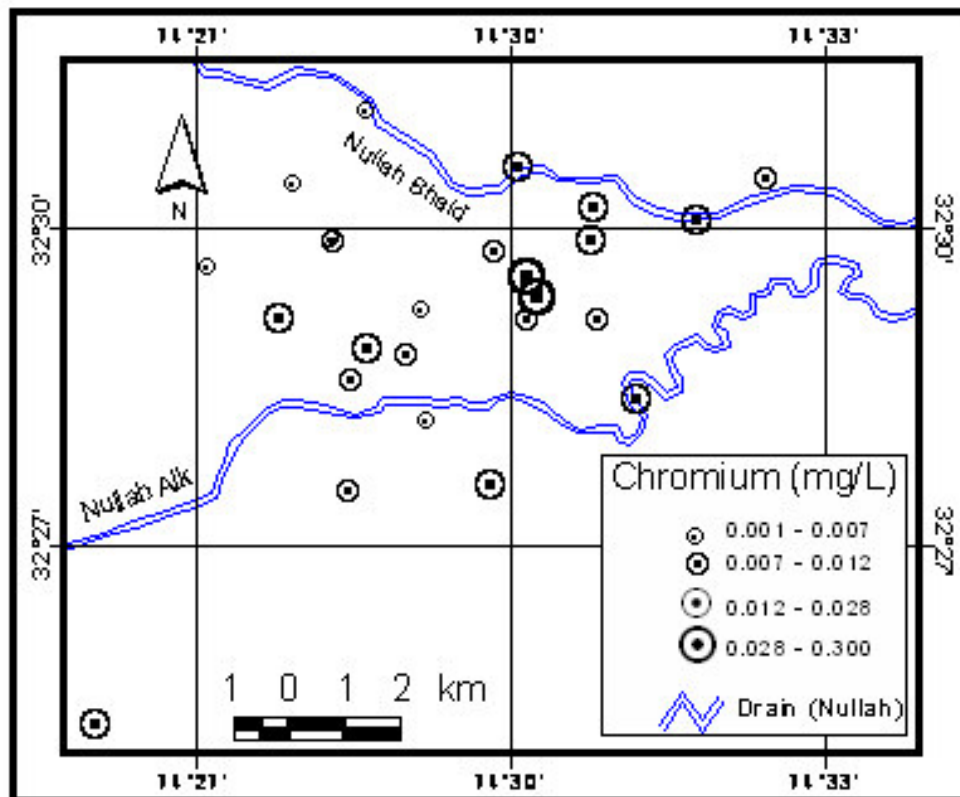 74°27' 74°30' 74°33'
Nullah Bhaid
N
32°30' 32°30'
Nullah Aik
32°27' 32°27'
Chromium (mg/L)
0.001 - 0.007
0.007 - 0.012
0.012 - 0.028
0.028 - 0.300
Drain (Nullah)
1 0 1 2 km
74°27' 74°30' 74°33'